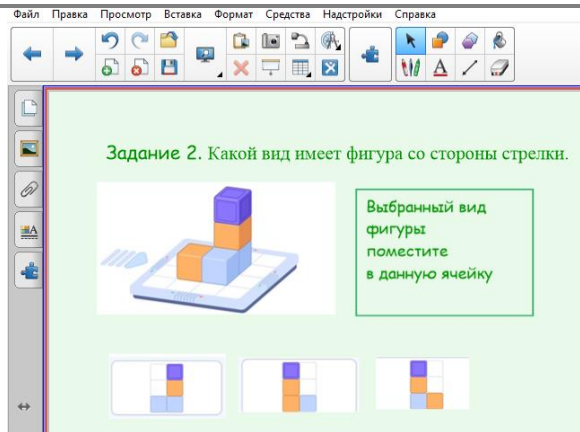 Файл Правка Просмотр Вставка Формат Средства Надстройки Справка
Задание 2. Какой вид имеет фигура со стороны стрелки.
Выбранный вид
фигуры
поместите
в данную ячейку